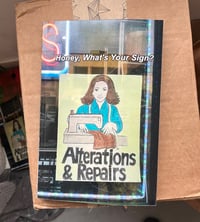 S
Honey, What's Your Sign?
Alterations
& Repairs